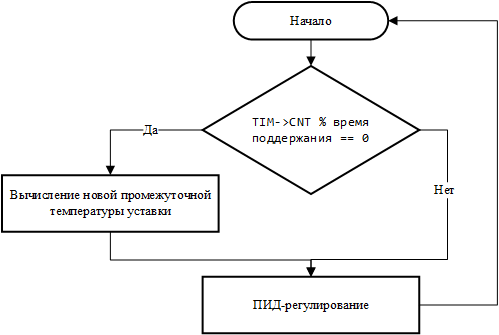 Начало
TIM->CNT % время
поддержания == 0
Да
Нет
Вычисление новой промежуточной
температуры уставки
ПИД-регулирование